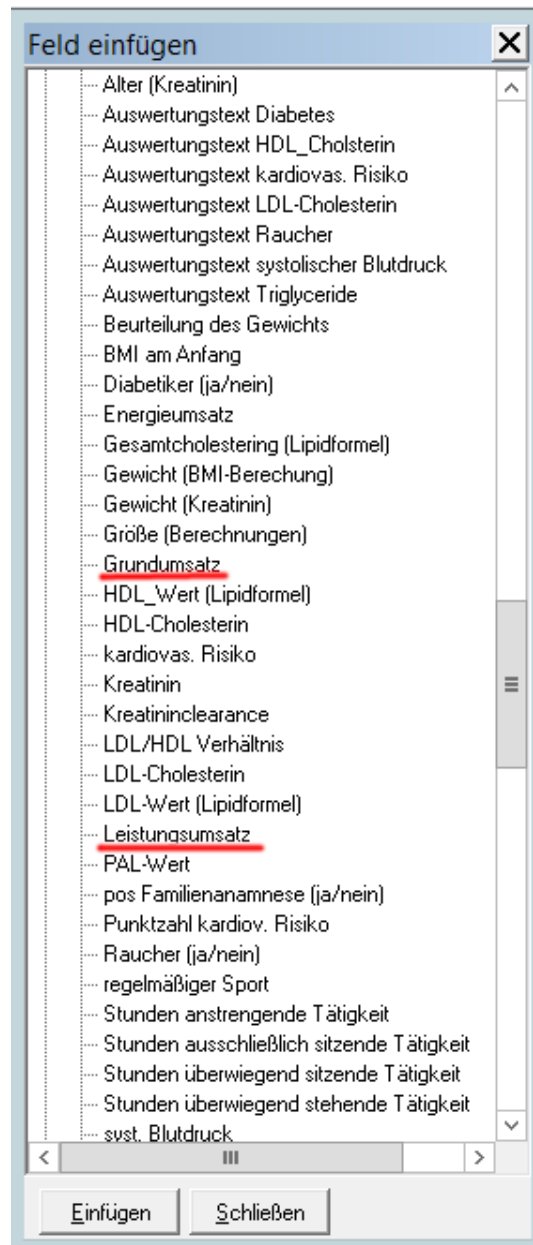 Feld einfügen
Alter (Kreatinin)
Auswertungstext Diabetes
Auswertungstext HDL_Cholsterin
Auswertungstext kardiovas. Risiko
Auswertungstext LDL-Cholesterin
Auswertungstext Raucher
Auswertungstext systolischer Blutdruck
Auswertungstext Triglyceride
Beurteilung des Gewichts
BMI am Anfang
Diabetiker (ja/nein)
Energieumsatz
Gesamtcholestering (Lipidformel)
Gewicht (BMI-Berechung)
Gewicht (Kreatinin)
Größe (Berechnungen)
Grundumsatz
HDL_Wert (Lipidformel)
HDL-Cholesterin
kardiovas. Risiko
Kreatinin
Kreatininclearance
LDL/HDL Verhältnis
LDL-Cholesterin
LDL-Wert (Lipidformel)
Leistungsumsatz
PAL-Wert
pos Familienanamnese (ja/nein)
Punktzahl kardiov. Risiko
Raucher (ja/nein)
regelmäßiger Sport
Stunden anstrengende Tätigkeit
Stunden ausschließlich sitzende Tätigkeit
Stunden überwiegend sitzende Tätigkeit
Stunden überwiegend stehende Tätigkeit
syst. Blutdruck
Einfügen Schließen